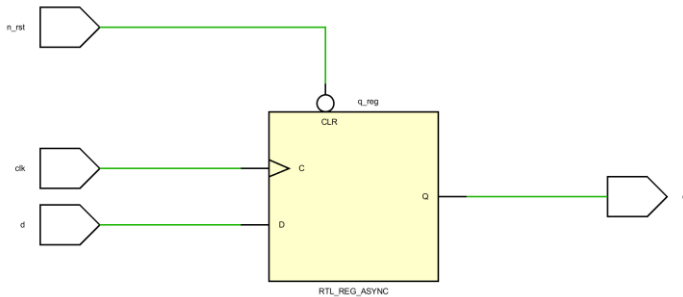 n_rst
q_reg
CLR
clk
C
Q
d
D
RTL_REG_ASYNC